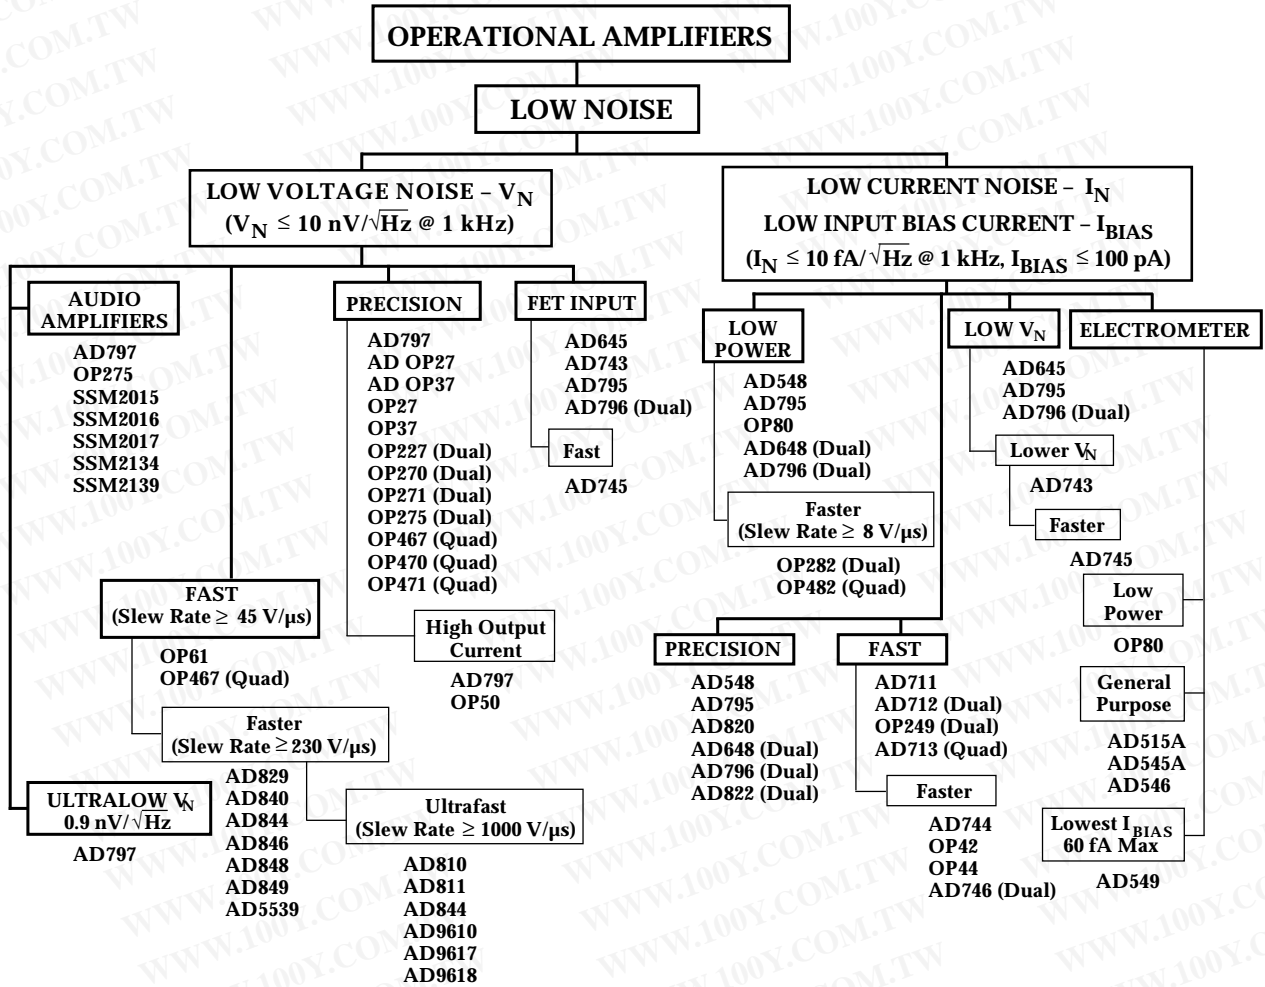 OPERATIONAL AMPLIFIERS
LOW NOISE
LOW VOLTAGE NOISE – VN
(VN ≤ 10 nV/√Hz @ 1 kHz)
AUDIO
AMPLIFIERS
AD797
OP275
SSM2015
SSM2016
SSM2017
SSM2134
SSM2139
FAST
(Slew Rate ≥ 45 V/µs)
OP61
OP467 (Quad)
Faster
(Slew Rate ≥ 230 V/µs)
AD829
AD840
AD844
AD846
AD848
AD849
AD5539
Ultrafast
(Slew Rate ≥ 1000 V/µs)
AD810
AD811
AD844
AD9610
AD9617
AD9618
ULTRALOW VN
0.9 nV/√Hz
AD797
PRECISION
AD797
AD OP27
AD OP37
OP27
OP37
OP227 (Dual)
OP270 (Dual)
OP271 (Dual)
OP275 (Dual)
OP467 (Quad)
OP470 (Quad)
OP471 (Quad)
High Output
Current
AD797
OP50
FET INPUT
AD645
AD743
AD795
AD796 (Dual)
Fast
AD745
LOW CURRENT NOISE – IN
LOW INPUT BIAS CURRENT – IBIAS
(IN ≤ 10 fA/√Hz @ 1 kHz, IBIAS ≤ 100 pA)
LOW
POWER
AD548
AD795
OP80
AD648 (Dual)
AD796 (Dual)
Faster
(Slew Rate ≥ 8 V/µs)
OP282 (Dual)
OP482 (Quad)
PRECISION
AD548
AD795
AD820
AD648 (Dual)
AD796 (Dual)
AD822 (Dual)
FAST
AD711
AD712 (Dual)
OP249 (Dual)
AD713 (Quad)
Faster
AD744
OP42
OP44
AD746 (Dual)
LOW VN
AD645
AD795
AD796 (Dual)
Lower VN
AD743
Faster
AD745
ELECTROMETER
Low
Power
OP80
General
Purpose
AD515A
AD545A
AD546
Lowest IBIAS
60 fA Max
AD549
WWW.100Y.COM.TW